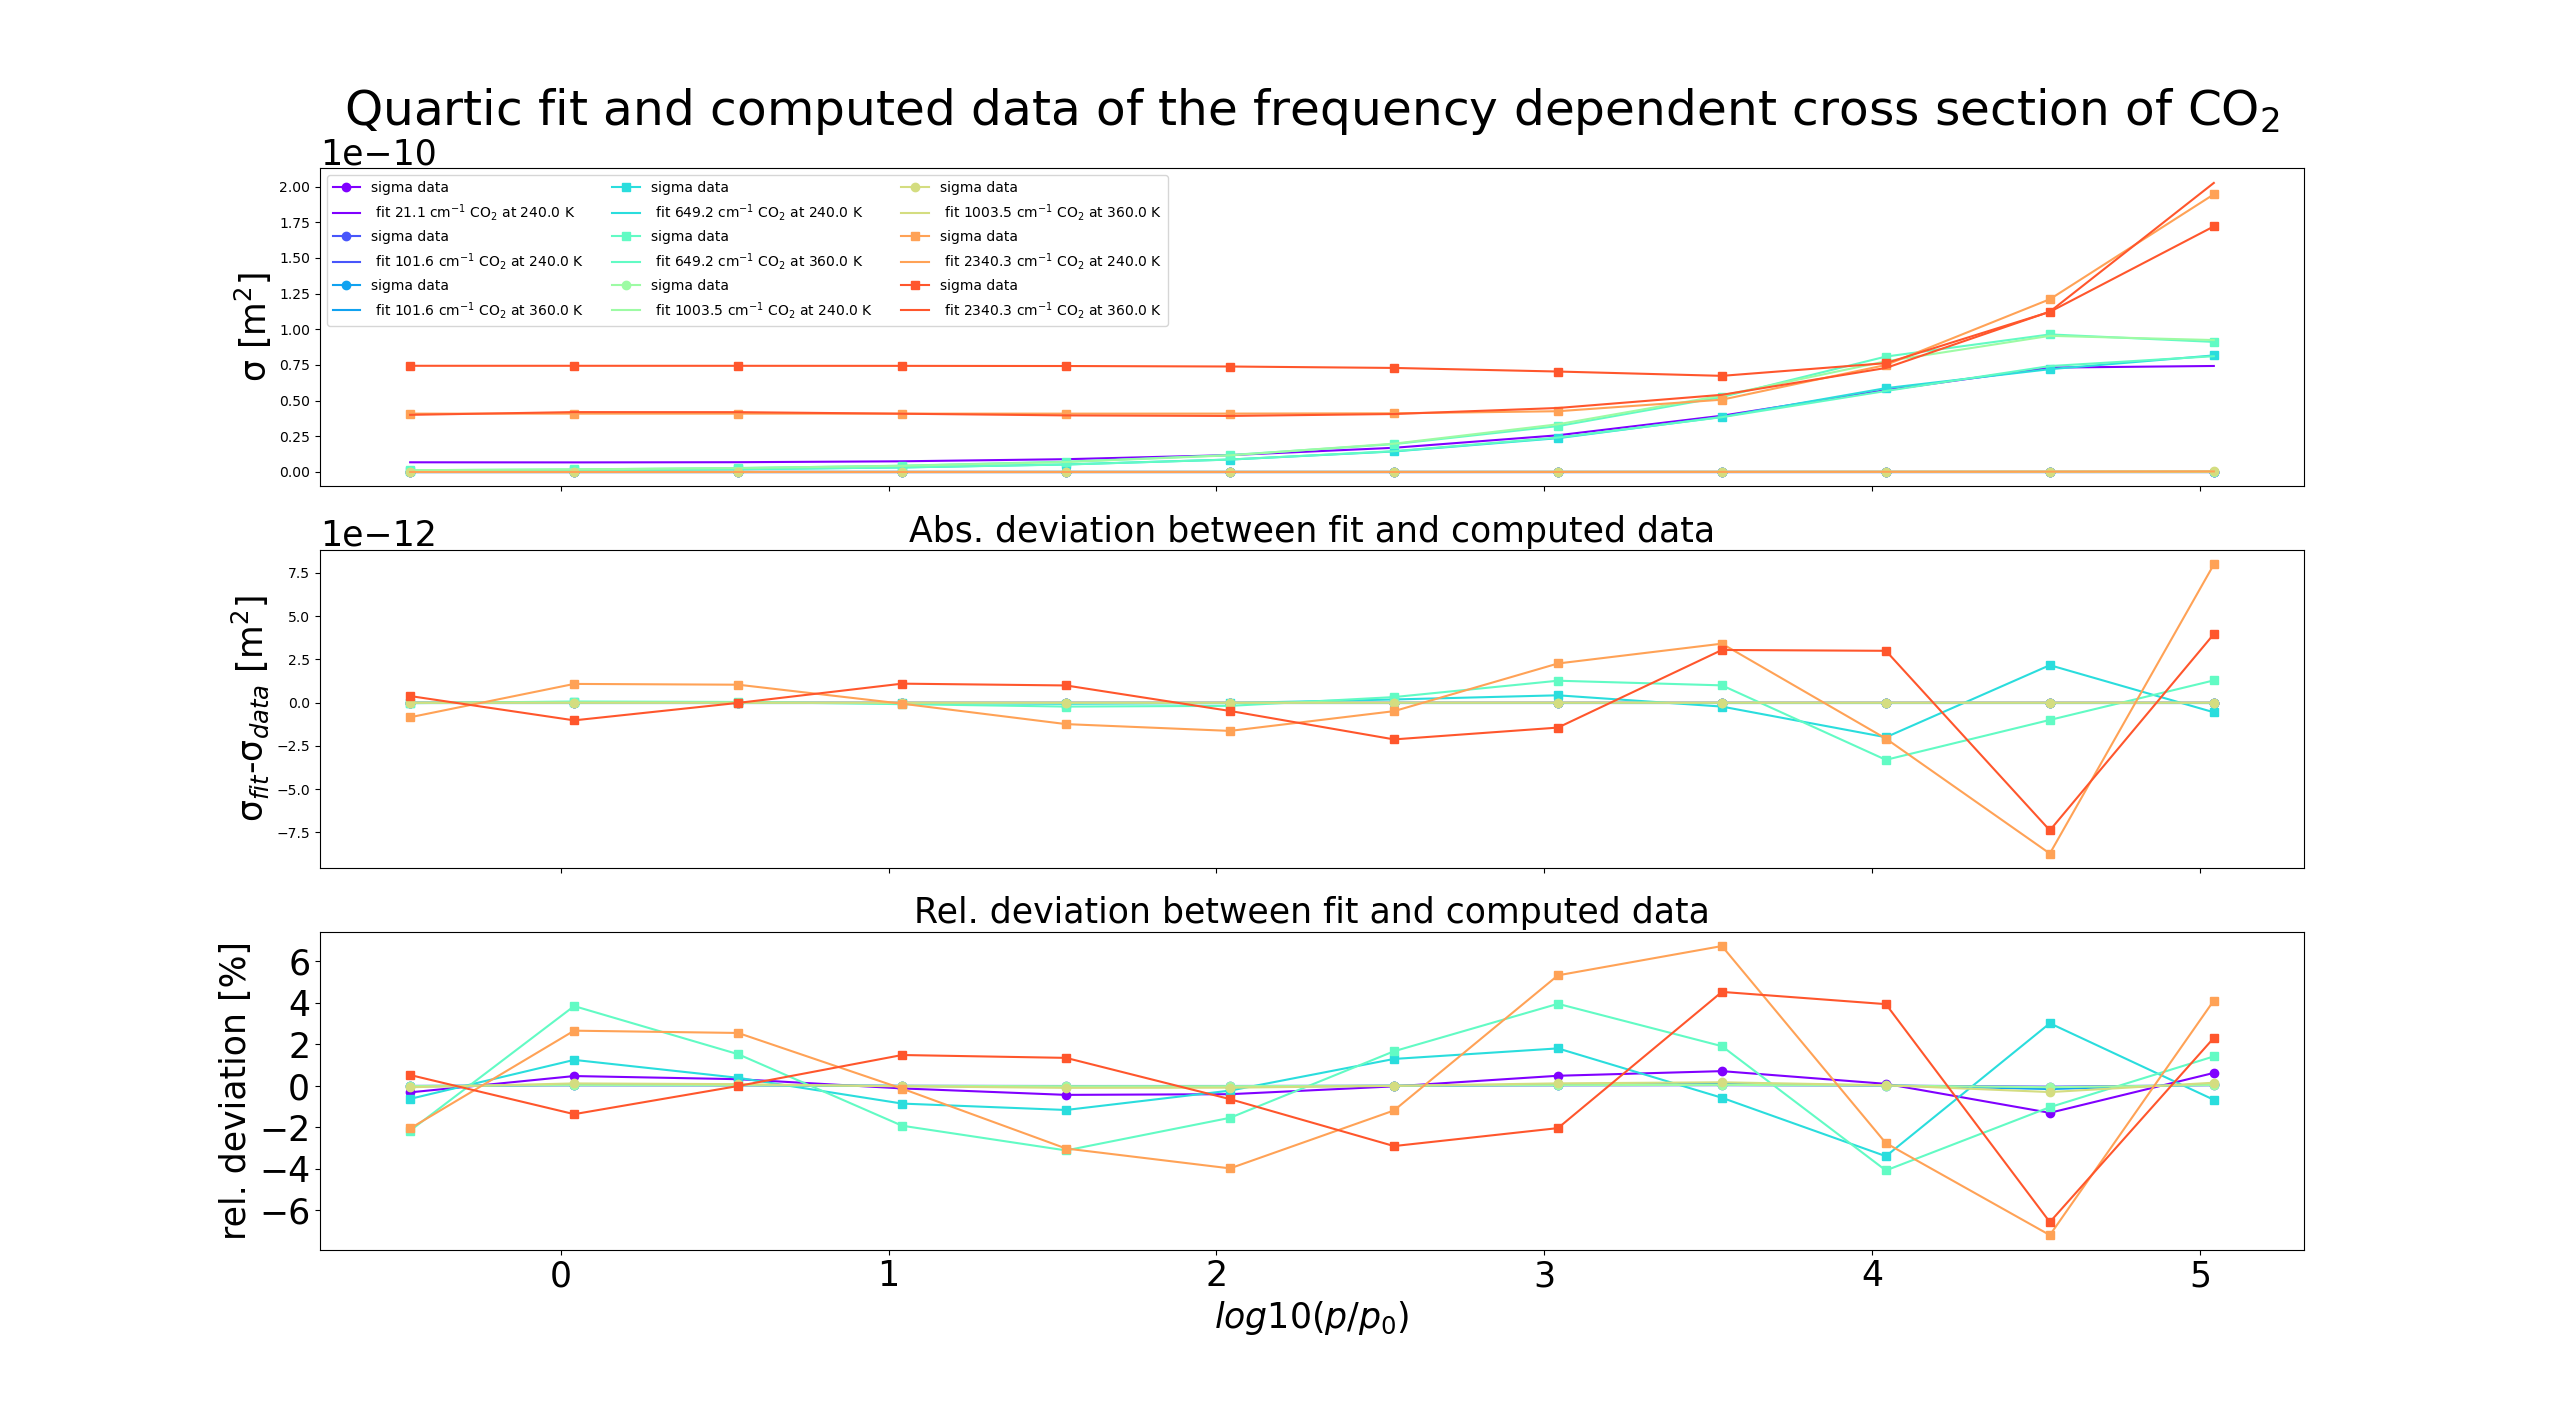 Quartic fit and computed data of the frequency dependent cross section of CO₂
1e−10
2.00
1.75
1.50
1.25
1.00
0.75
0.50
0.25
0.00
σ [m²]
sigma data
fit 21.1 cm⁻¹ CO₂ at 240.0 K
sigma data
fit 101.6 cm⁻¹ CO₂ at 240.0 K
sigma data
fit 101.6 cm⁻¹ CO₂ at 360.0 K
sigma data
fit 649.2 cm⁻¹ CO₂ at 240.0 K
sigma data
fit 649.2 cm⁻¹ CO₂ at 360.0 K
sigma data
fit 1003.5 cm⁻¹ CO₂ at 240.0 K
sigma data
fit 1003.5 cm⁻¹ CO₂ at 360.0 K
sigma data
fit 2340.3 cm⁻¹ CO₂ at 240.0 K
sigma data
fit 2340.3 cm⁻¹ CO₂ at 360.0 K
Abs. deviation between fit and computed data
1e−12
7.5
5.0
2.5
0.0
−2.5
−5.0
−7.5
σfit-σdata [m²]
Rel. deviation between fit and computed data
6
4
2
0
−2
−4
−6
rel. deviation [%]
0 1 2 3 4 5
log10(p/p₀)